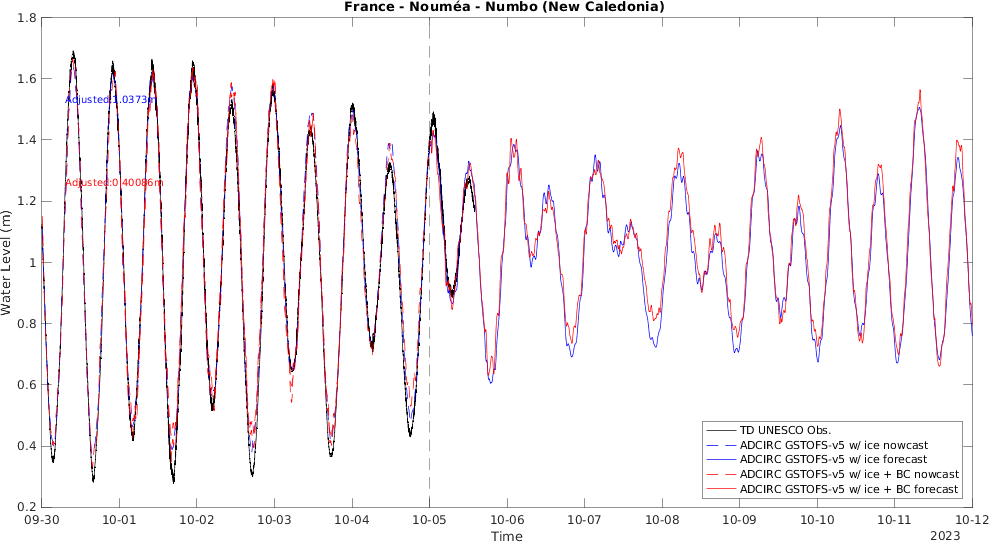 France - Nouméa - Numbo (New Caledonia)
Water Level (m)
1.8
1.6
1.4
1.2
1
0.8
0.6
0.4
0.2
Adjusted:1.0373m
Adjusted:0.40086m
TD UNESCO Obs.
ADCIRC GSTOFS-v5 w/ ice nowcast
ADCIRC GSTOFS-v5 w/ ice forecast
ADCIRC GSTOFS-v5 w/ ice + BC nowcast
ADCIRC GSTOFS-v5 w/ ice + BC forecast
09-30 10-01 10-02 10-03 10-04 10-05 10-06 10-07 10-08 10-09 10-10 10-11 10-12
Time
2023